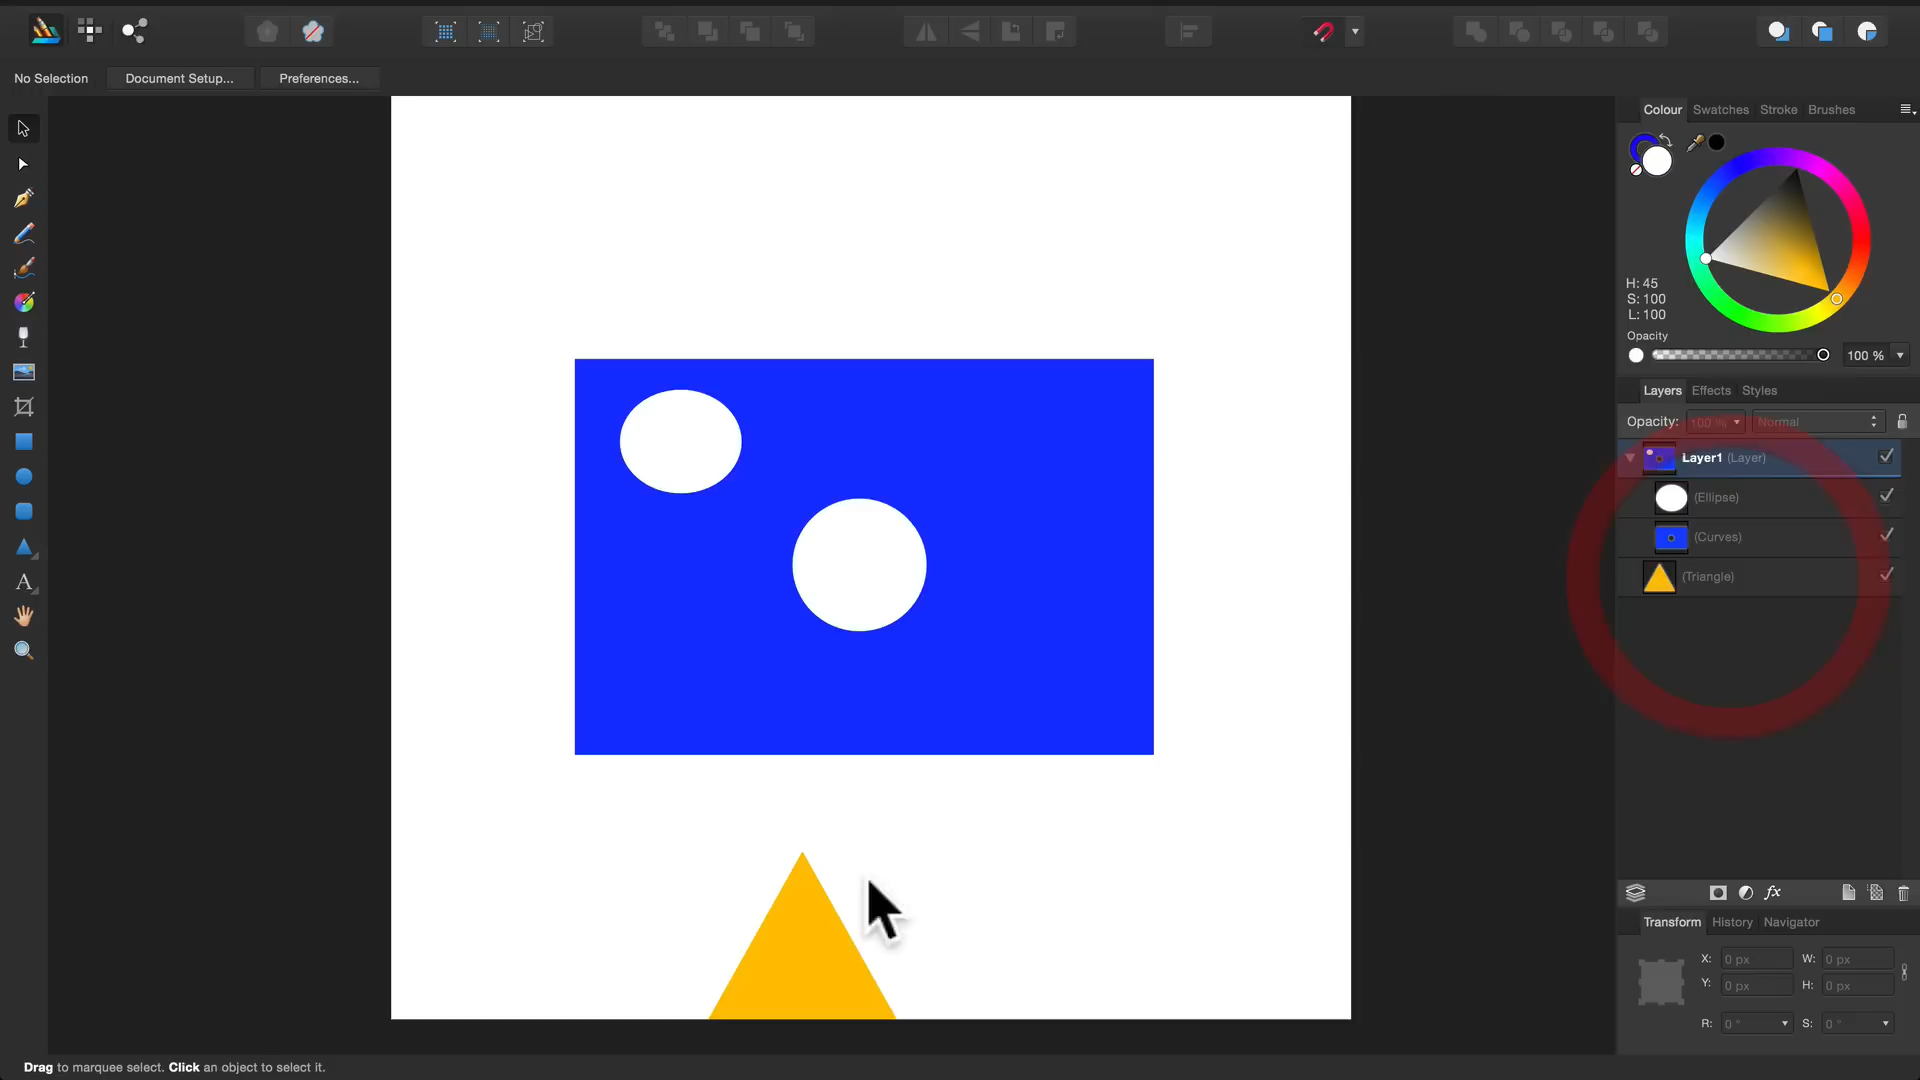 No Selection
Document Setup...
Preferences...
Colour Swatches Stroke Brushes
H: 45
S: 100
L: 100
Opacity
100 %
Layers Effects Styles
Opacity: 100 % Normal
Layer1 (Layer)
(Ellipse)
(Curves)
(Triangle)
fx
Transform History Navigator
X: 0 px W: 0 px
Y: 0 px H: 0 px
R: 0 ° S: 0 °
Drag to marquee select. Click an object to select it.